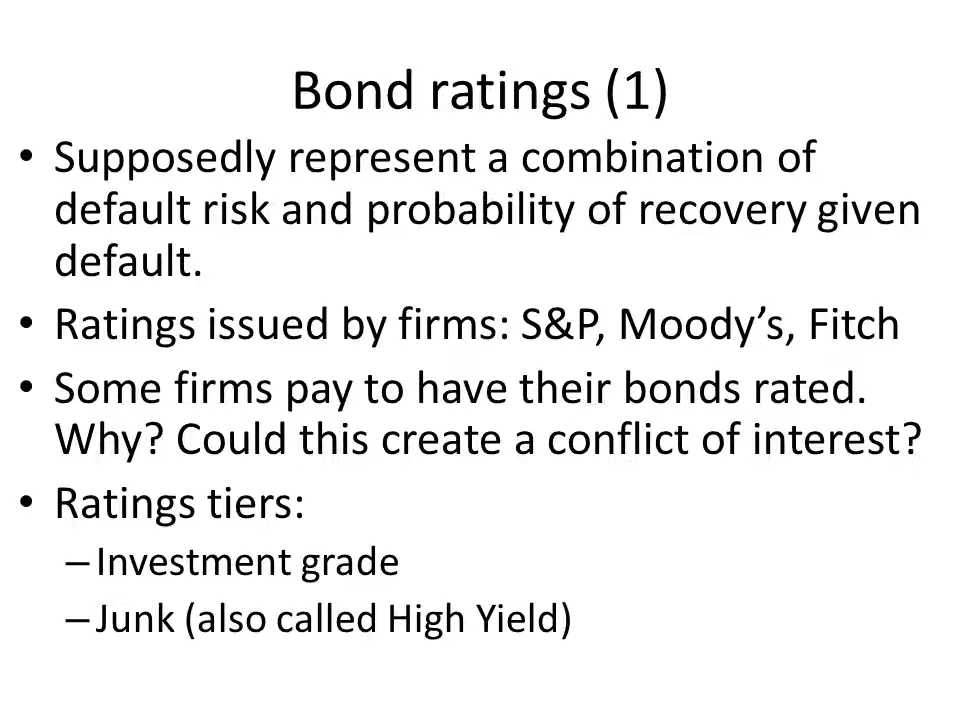 Bond ratings (1)
• Supposedly represent a combination of
default risk and probability of recovery given
default.
• Ratings issued by firms: S&P, Moody’s, Fitch
• Some firms pay to have their bonds rated.
Why? Could this create a conflict of interest?
• Ratings tiers:
– Investment grade
– Junk (also called High Yield)